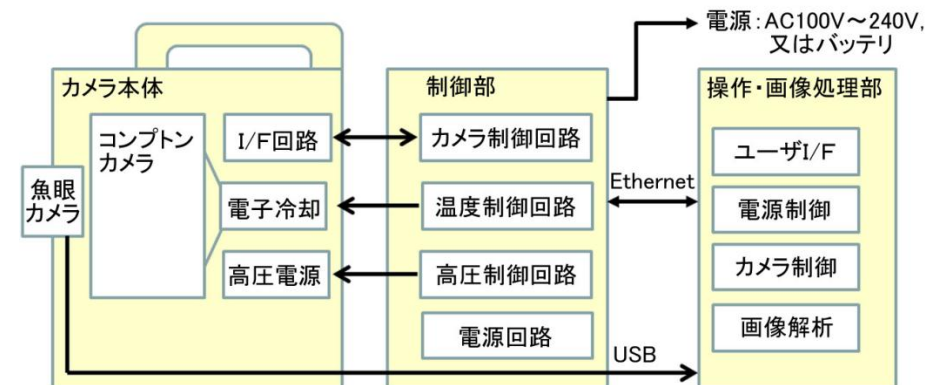 電源：AC100V～240V,
又はバッテリ
カメラ本体
コンプトン
カメラ
魚眼
カメラ
I/F回路
電子冷却
高圧電源
制御部
カメラ制御回路
温度制御回路
高圧制御回路
電源回路
Ethernet
USB
操作・画像処理部
ユーザI/F
電源制御
カメラ制御
画像解析